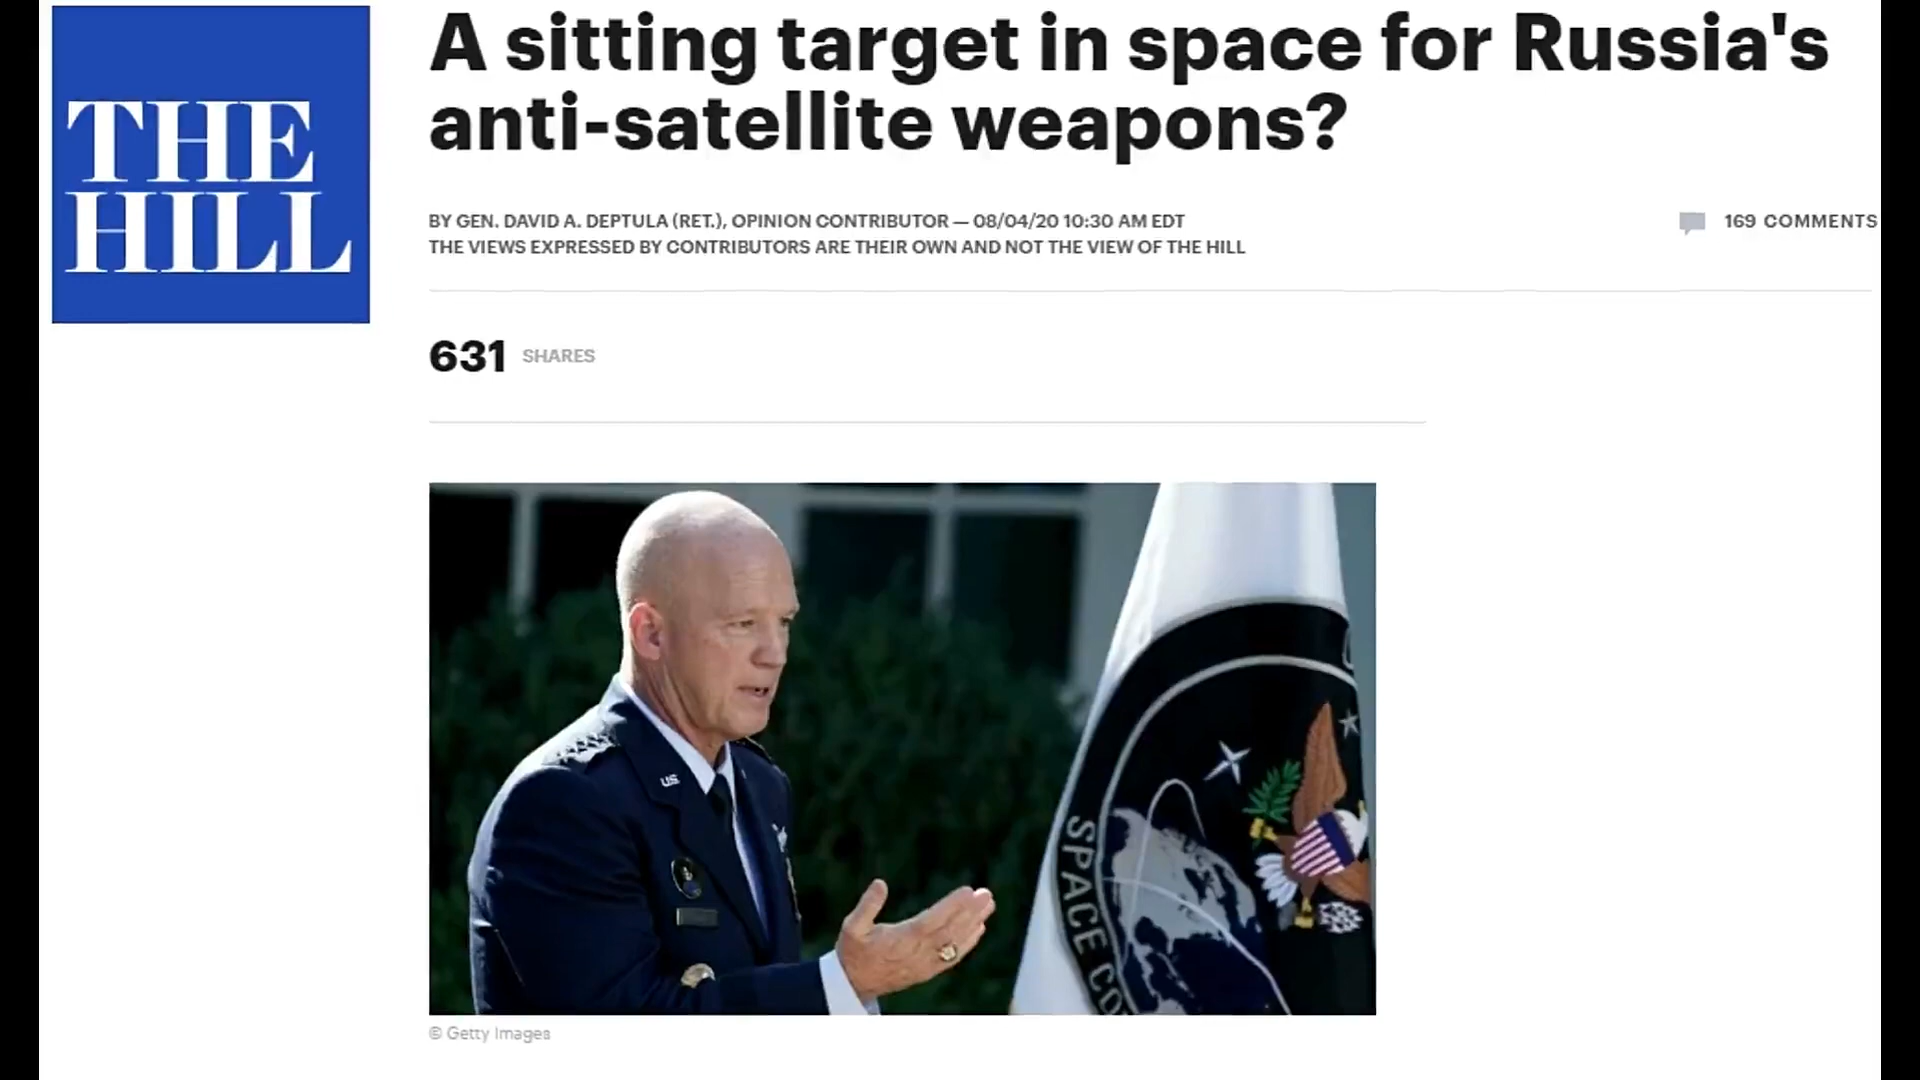 THE
HILL
A sitting target in space for Russia's
anti-satellite weapons?
BY GEN. DAVID A. DEPTULA (RET.), OPINION CONTRIBUTOR — 08/04/20 10:30 AM EDT
THE VIEWS EXPRESSED BY CONTRIBUTORS ARE THEIR OWN AND NOT THE VIEW OF THE HILL
169 COMMENTS
631 SHARES
U.S.
SPACE CO
© Getty Images